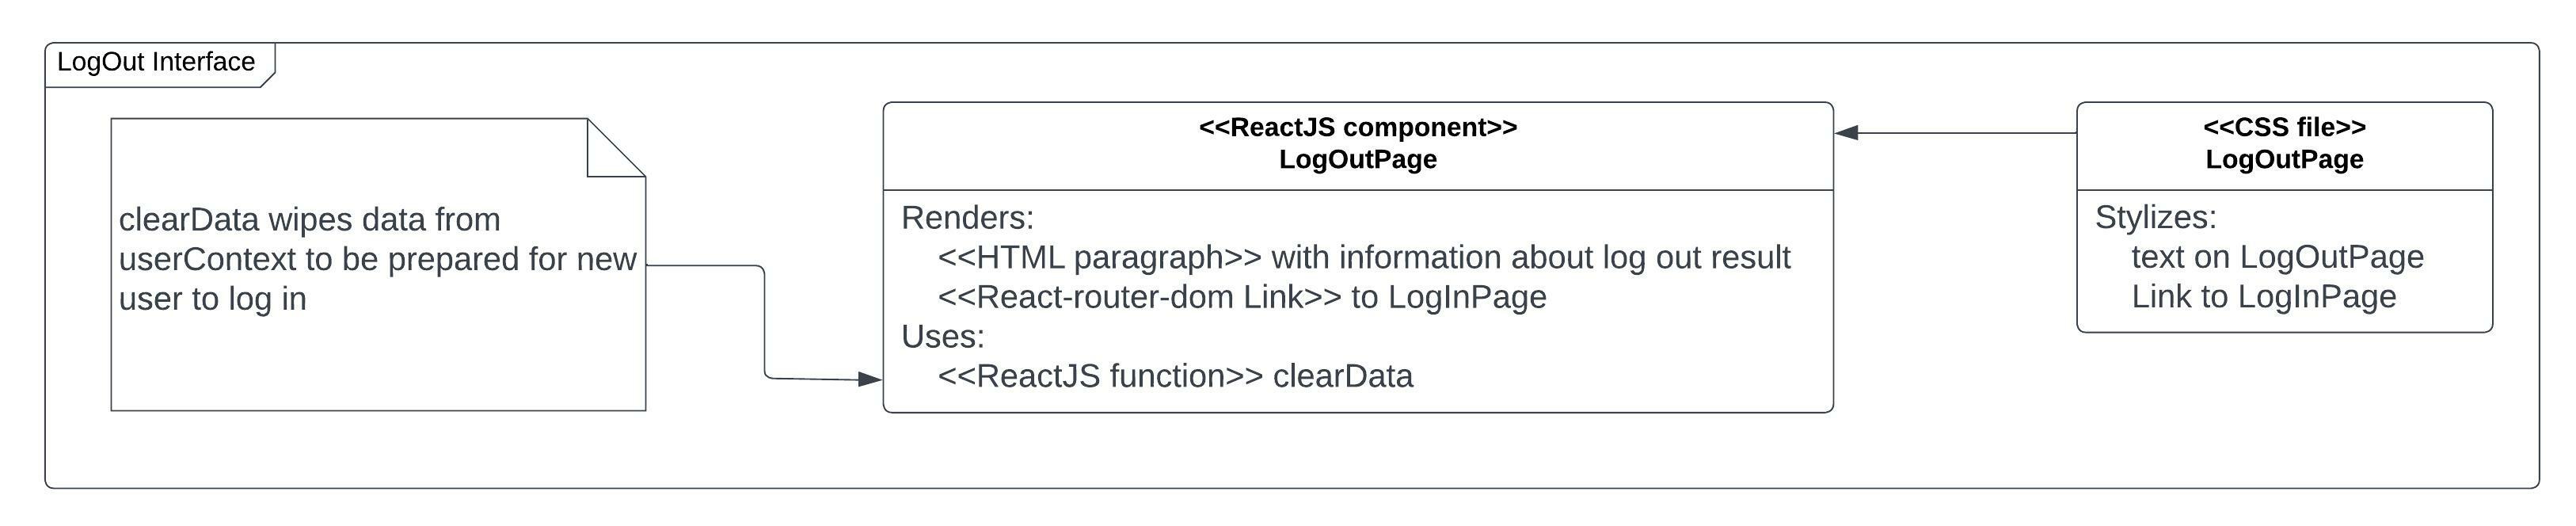 LogOut Interface
clearData wipes data from
userContext to be prepared for new
user to log in
<<ReactJS component>>
LogOutPage
Renders:
<<HTML paragraph>> with information about log out result
<<React-router-dom Link>> to LogInPage
Uses:
<<ReactJS function>> clearData
<<CSS file>>
LogOutPage
Stylizes:
text on LogOutPage
Link to LogInPage